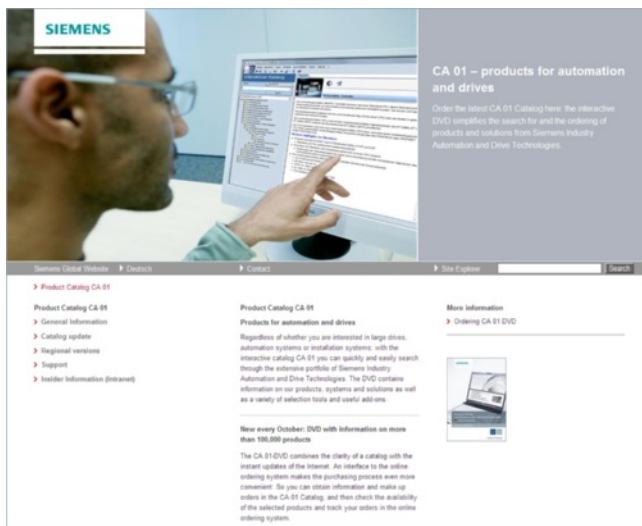 SIEMENS
CA 01 – products for automation
and drives
Order the latest CA 01 Catalog here: the interactive
DVD simplifies the search for and the ordering of
products and solutions from Siemens Industry
Automation and Drive Technologies.
Siemens Global Website
Deutsch
Contact
Site Explorer
Search
Product Catalog CA 01
Product Catalog CA 01
General Information
Catalog update
Regional versions
Support
Insider Information (Intranet)
Product Catalog CA 01
Products for automation and drives
Regardless of whether you are interested in large drives,
automation systems or installation systems: with the
interactive catalog CA 01 you can quickly and easily search
through the extensive portfolio of Siemens Industry
Automation and Drive Technologies. The DVD contains
information on our products, systems and solutions as well
as a variety of selection tools and useful add-ons.
New every October: DVD with information on more
than 100,000 products
The CA 01-DVD combines the clarity of a catalog with the
instant updates of the Internet. An interface to the online
ordering system makes the purchasing process even more
convenient: So you can obtain information and make up
orders in the CA 01 Catalog, and then check the availability
of the selected products and track your orders in the online
ordering system.
More information
Ordering CA 01-DVD